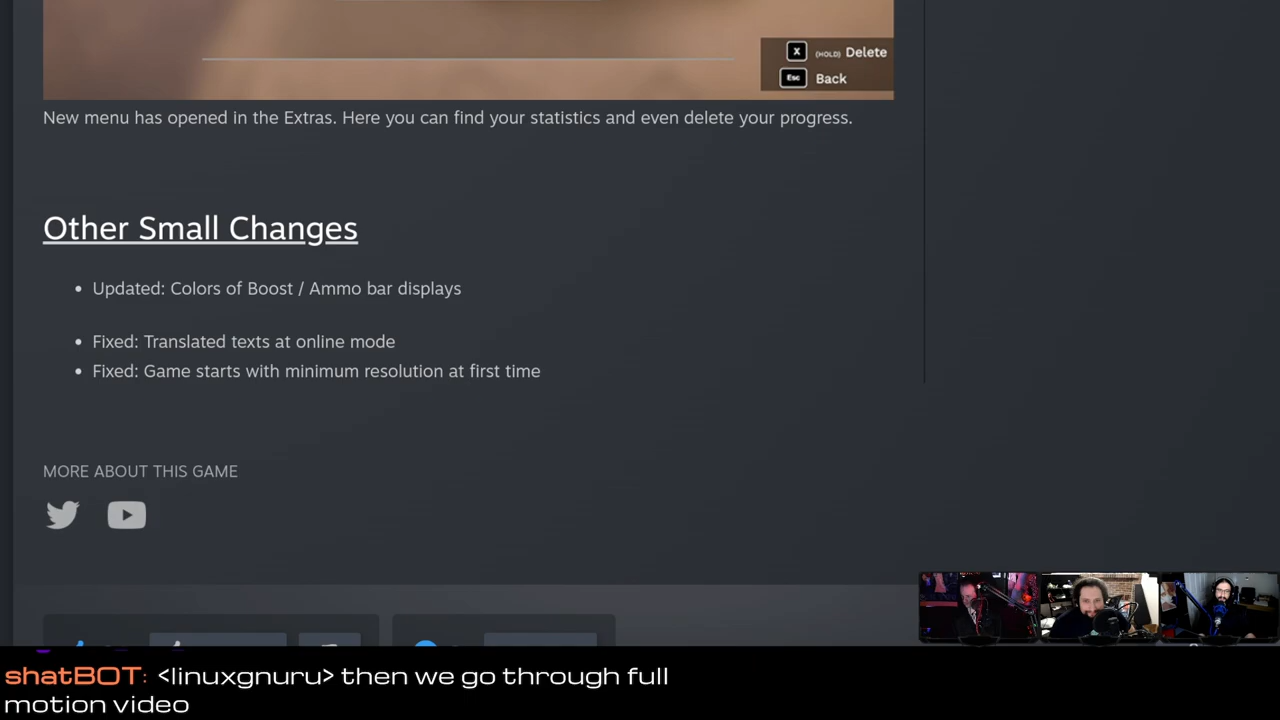 X (HOLD) Delete
Esc Back
New menu has opened in the Extras. Here you can find your statistics and even delete your progress.
Other Small Changes
• Updated: Colors of Boost / Ammo bar displays
• Fixed: Translated texts at online mode
• Fixed: Game starts with minimum resolution at first time
MORE ABOUT THIS GAME
shatBOT: <linuxgnuru> then we go through full
motion video